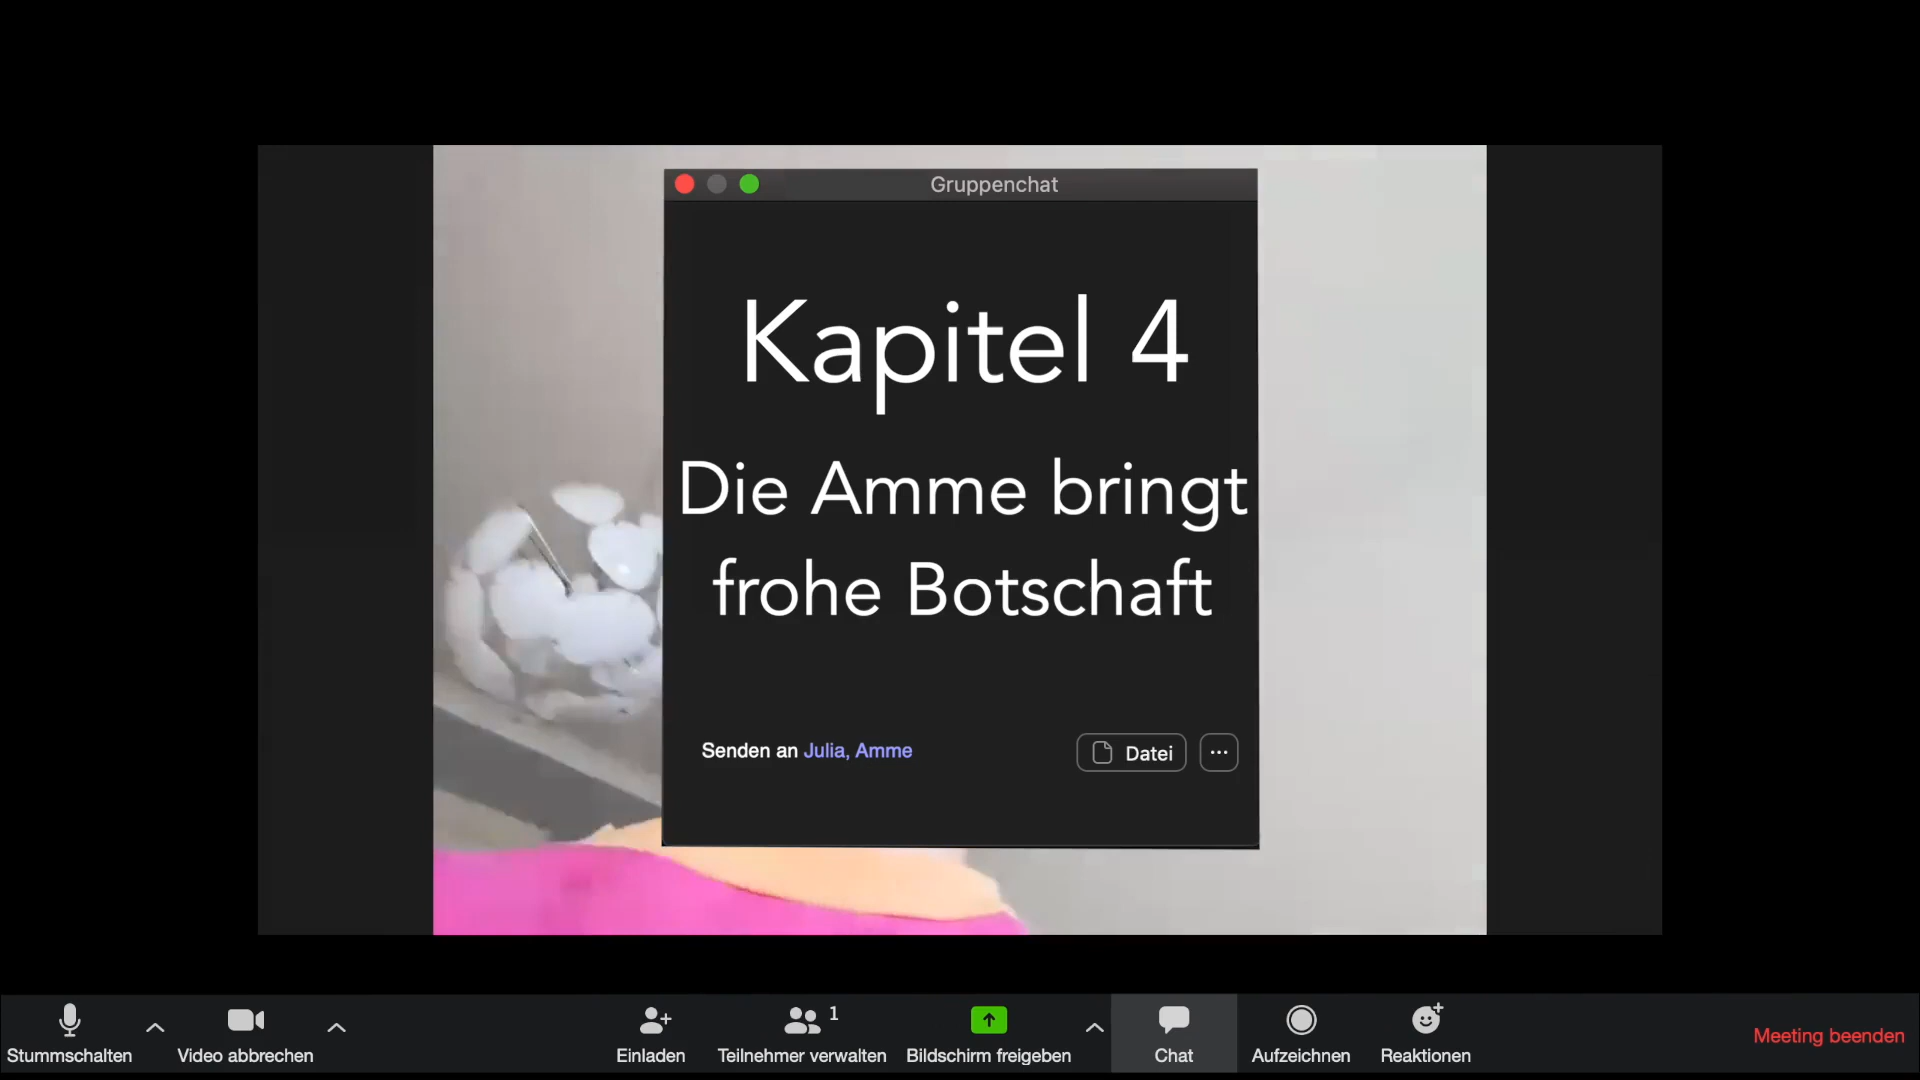 Gruppenchat
Kapitel 4
Die Amme bringt
frohe Botschaft
Senden an Julia, Amme
Datei
1
Stummschalten
Video abbrechen
Einladen
Teilnehmer verwalten
Bildschirm freigeben
Chat
Aufzeichnen
Reaktionen
Meeting beenden